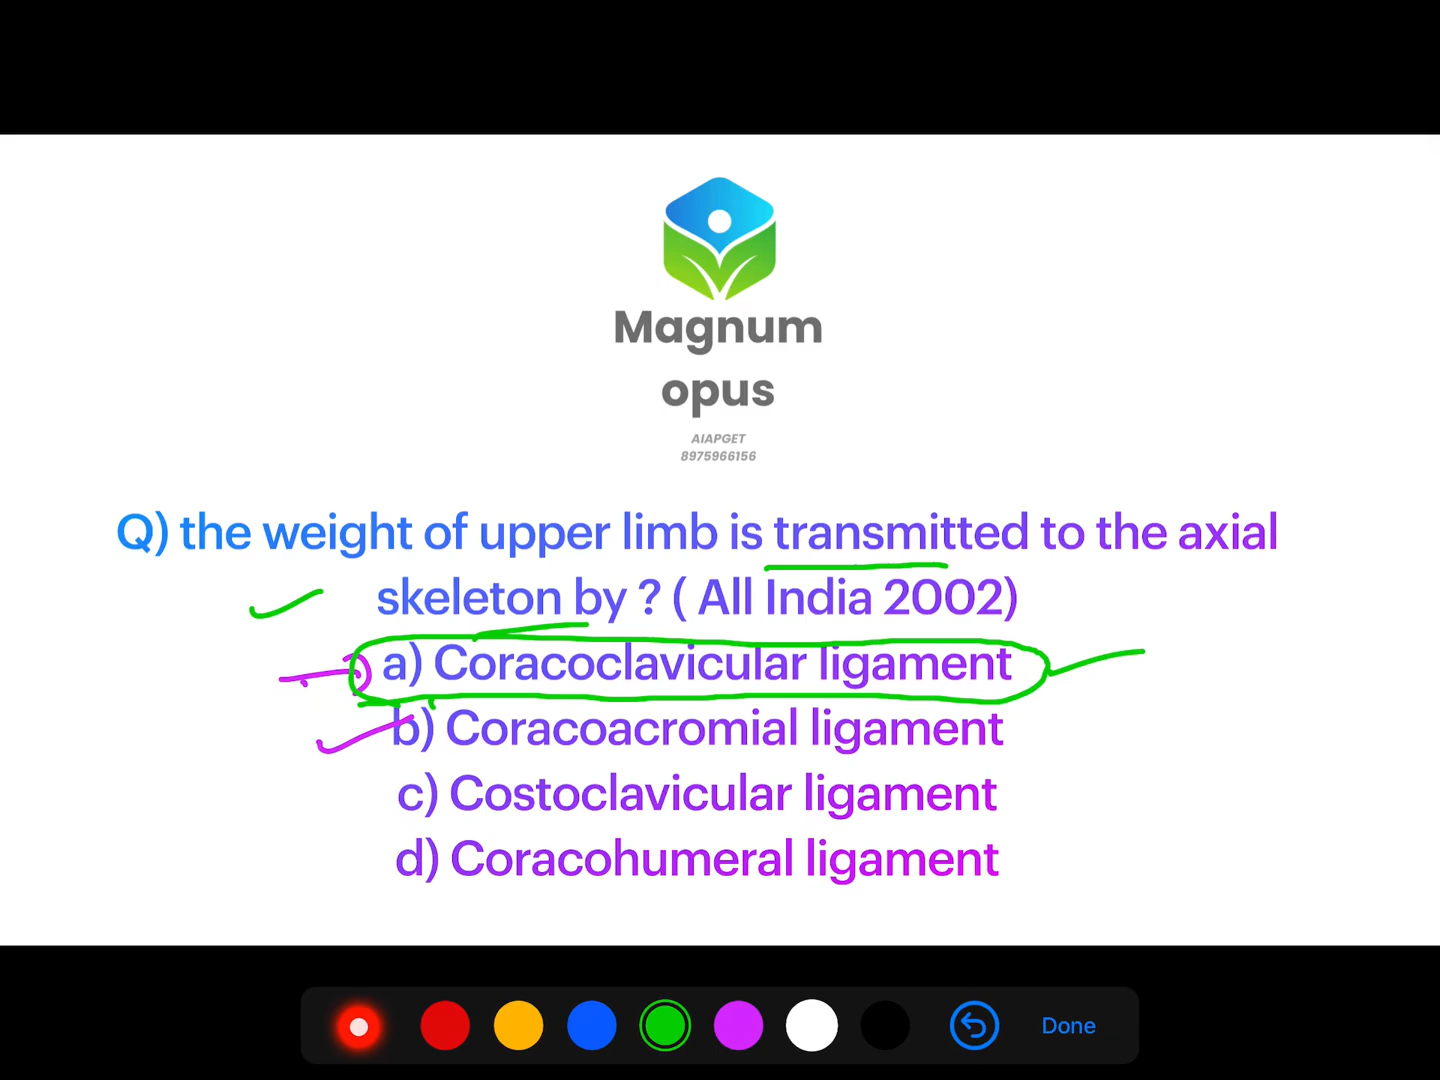 Magnum
opus
AIAPGET
8975966156
Q) the weight of upper limb is transmitted to the axial
skeleton by ? ( All India 2002)
a) Coracoclavicular ligament
b) Coracoacromial ligament
c) Costoclavicular ligament
d) Coracohumeral ligament
Done